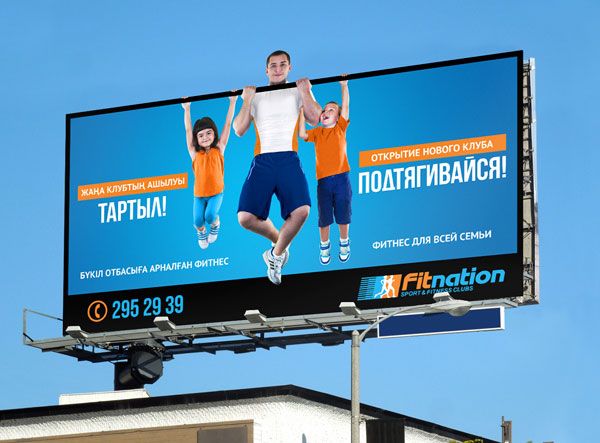 ЖАҢА КЛУБТЫҢ АШЫЛУЫ
ТАРТЫЛ!
БҮКІЛ ОТБАСЫҒА АРНАЛҒАН ФИТНЕС
295 29 39
ОТКРЫТИЕ НОВОГО КЛУБА
ПОДТЯГИВАЙСЯ!
ФИТНЕС ДЛЯ ВСЕЙ СЕМЬИ
Fitnation
SPORT & FITNESS CLUBS